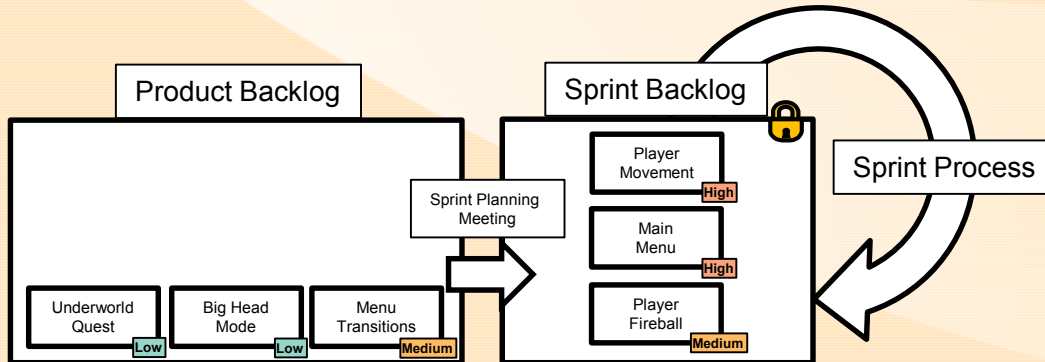 Product Backlog
Sprint Backlog
Sprint Process
Sprint Planning
Meeting
Player
Movement
High
Main
Menu
High
Player
Fireball
Medium
Underworld
Quest
Low
Big Head
Mode
Low
Menu
Transitions
Medium